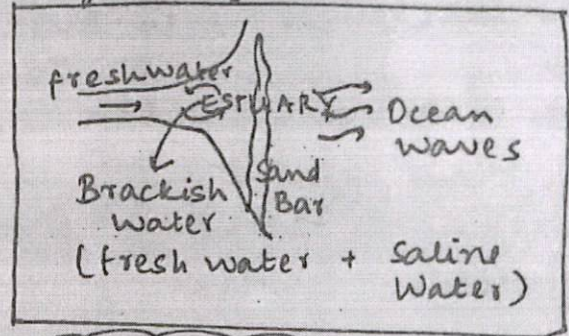 freshwater
ESTUARY
Ocean
waves
Brackish
water
Sand
Bar
(fresh water + Saline
Water)